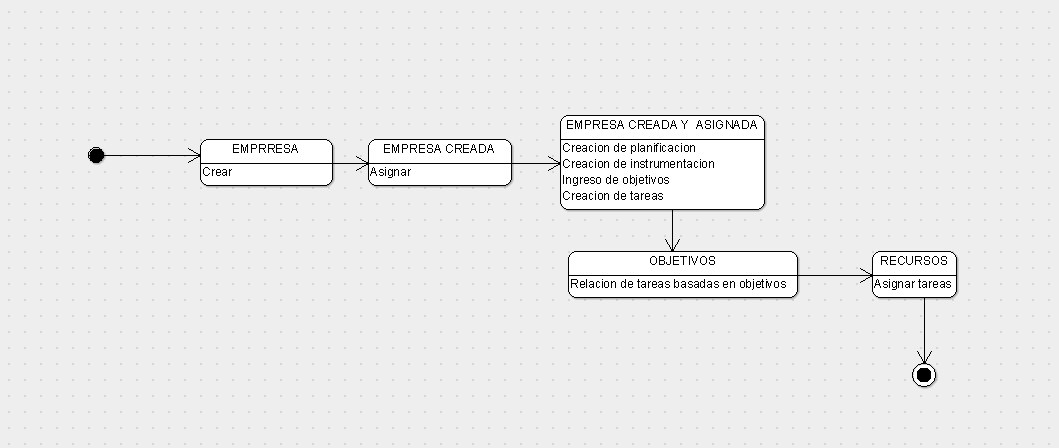 EMPRRESA
Crear
EMPRESA CREADA
Asignar
EMPRESA CREADA Y ASIGNADA
Creacion de planificacion
Creacion de instrumentacion
Ingreso de objetivos
Creacion de tareas
OBJETIVOS
Relacion de tareas basadas en objetivos
RECURSOS
Asignar tareas